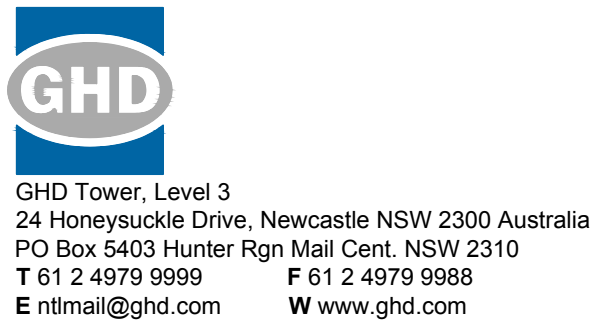 GHD
GHD Tower, Level 3
24 Honeysuckle Drive, Newcastle NSW 2300 Australia
PO Box 5403 Hunter Rgn Mail Cent. NSW 2310
T 61 2 4979 9999 F 61 2 4979 9988
E ntlmail@ghd.com W www.ghd.com